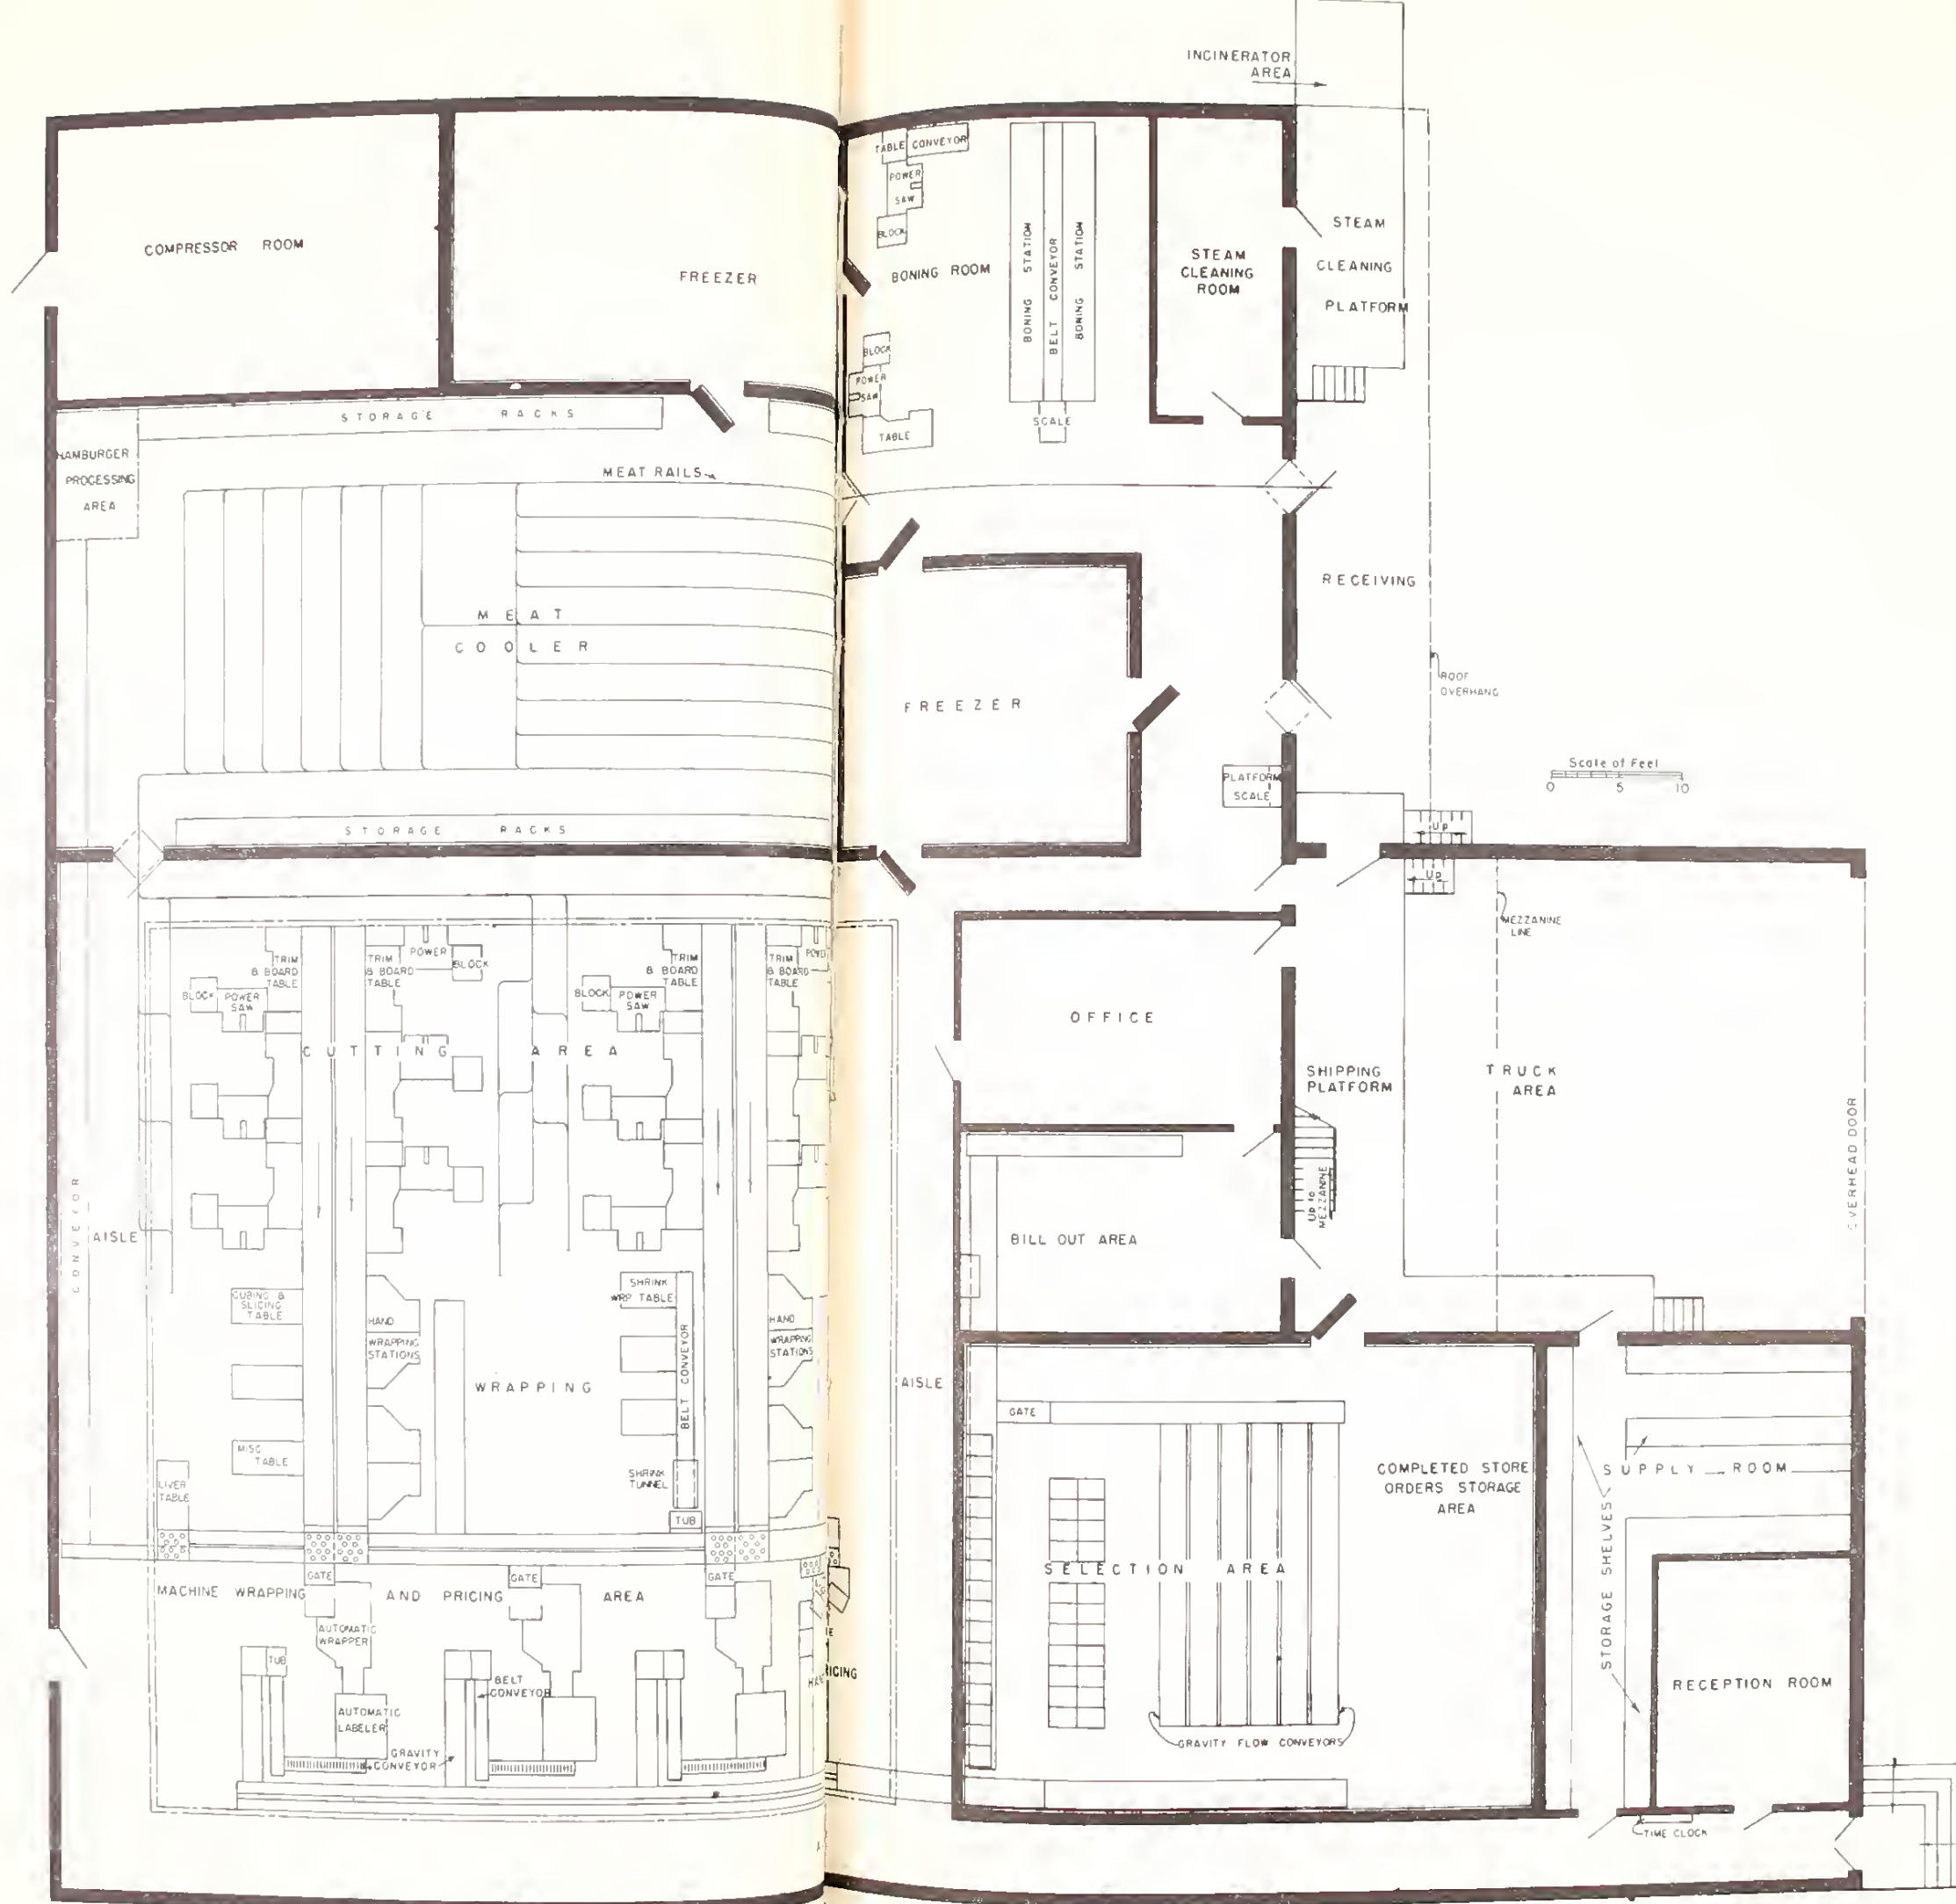 INCINERATOR
AREA
TABLE
CONVEYOR
POWER
SAW
BLOCK
COMPRESSOR ROOM
FREEZER
BONING ROOM
BONING STATION
BELT CONVEYOR
BONING STATION
STEAM
CLEANING
ROOM
STEAM
CLEANING
PLATFORM
BLOCK
POWER
SAW
TABLE
SCALE
STORAGE RACKS
HAMBURGER
PROCESSING
AREA
MEAT RAILS
MEAT
COOLER
RECEIVING
ROOF
OVERHANG
FREEZER
PLATFORM
SCALE
Scale of Feet
0 5 10
STORAGE RACKS
Up
Up
MEZZANINE
LINE
TRIM
& BOARD
TABLE
TRIM
& BOARD
TABLE
POWER
BLOCK
TRIM
& BOARD
TABLE
TRIM
& BOARD
TABLE
BLOCK
POWER
SAW
BLOCK
POWER
SAW
CUTTING AREA
OFFICE
SHIPPING
PLATFORM
TRUCK
AREA
OVERHEAD DOOR
CONVEYOR
AISLE
Up to
MEZZANINE
BILL OUT AREA
CUBING &
SLICING
TABLE
HAND
WRAPPING
STATIONS
SHRINK
WRP TABLE
BELT CONVEYOR
HAND
WRAPPING
STATIONS
WRAPPING
AISLE
GATE
MISC
TABLE
LIVER
TABLE
SHRINK
TUNNEL
TUB
COMPLETED STORE
ORDERS STORAGE
AREA
SUPPLY ROOM
STORAGE SHELVES
SELECTION AREA
GATE
GATE
GATE
MACHINE WRAPPING AND PRICING AREA
AUTOMATIC
WRAPPER
TUB
BELT
CONVEYOR
AUTOMATIC
LABELER
GRAVITY
CONVEYOR
RICING
RECEPTION ROOM
GRAVITY FLOW CONVEYORS
TIME CLOCK